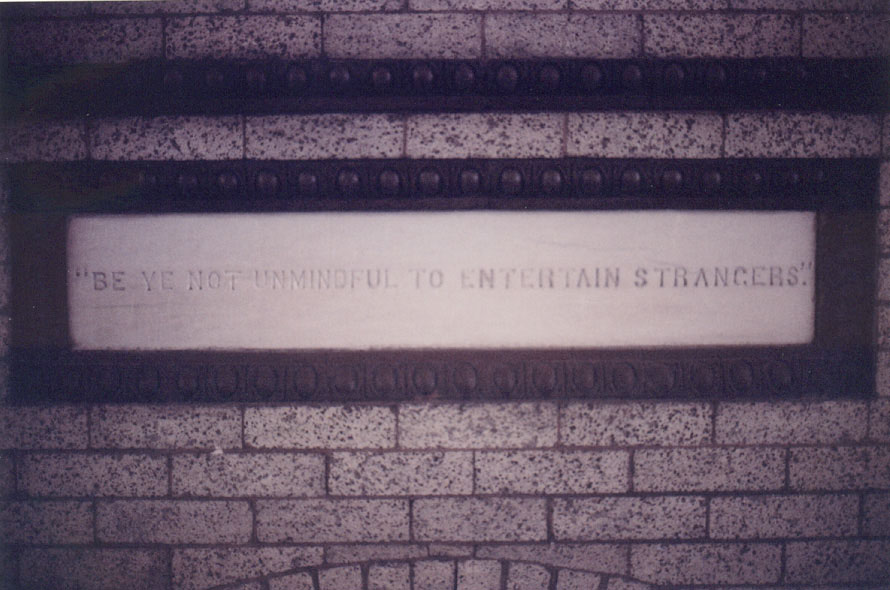 "BE YE NOT UNMINDFUL TO ENTERTAIN STRANGERS."